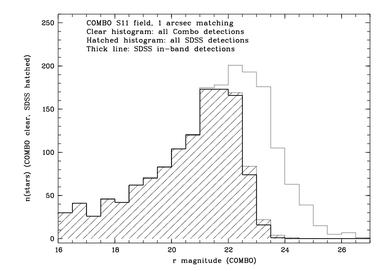 250
200
150
100
50
0
n(stars) (COMBO clear, SDSS hatched)
COMBO S11 field, 1 arcsec matching
Clear histogram: all Combo detections
Hatched histogram: all SDSS detections
Thick line: SDSS in-band detections
16 18 20 22 24 26
r magnitude (COMBO)